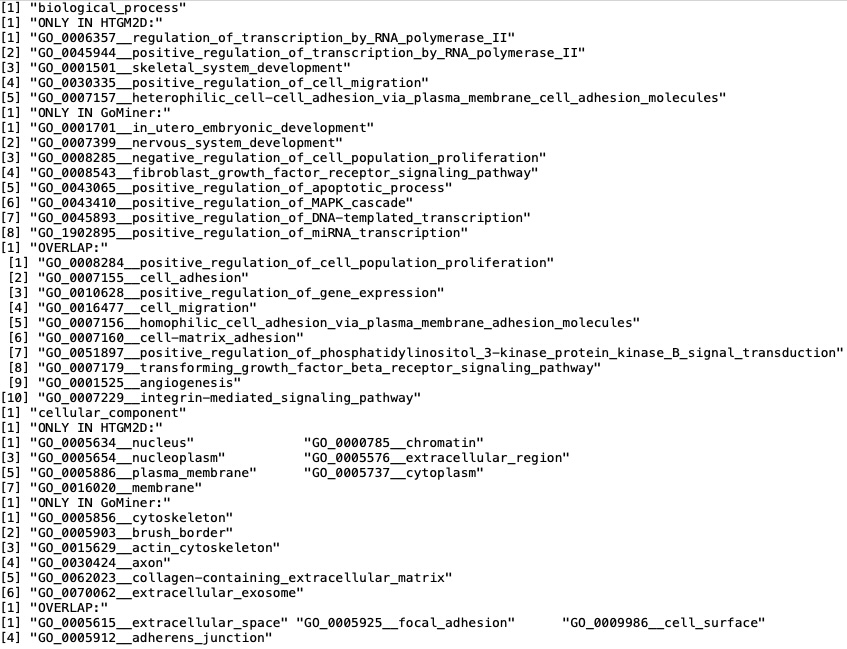 [1] "biological_process"
[1] "ONLY IN HTGM2D:"
[1] "GO_0006357__regulation_of_transcription_by_RNA_polymerase_II"
[2] "GO_0045944__positive_regulation_of_transcription_by_RNA_polymerase_II"
[3] "GO_0001501__skeletal_system_development"
[4] "GO_0030335__positive_regulation_of_cell_migration"
[5] "GO_0007157__heterophilic_cell-cell_adhesion_via_plasma_membrane_cell_adhesion_molecules"
[1] "ONLY IN GoMiner:"
[1] "GO_0001701__in_utero_embryonic_development"
[2] "GO_0007399__nervous_system_development"
[3] "GO_0008285__negative_regulation_of_cell_population_proliferation"
[4] "GO_0008543__fibroblast_growth_factor_receptor_signaling_pathway"
[5] "GO_0043065__positive_regulation_of_apoptotic_process"
[6] "GO_0043410__positive_regulation_of_MAPK_cascade"
[7] "GO_0045893__positive_regulation_of_DNA-templated_transcription"
[8] "GO_1902895__positive_regulation_of_miRNA_transcription"
[1] "OVERLAP:"
[1] "GO_0008284__positive_regulation_of_cell_population_proliferation"
[2] "GO_0007155__cell_adhesion"
[3] "GO_0010628__positive_regulation_of_gene_expression"
[4] "GO_0016477__cell_migration"
[5] "GO_0007156__homophilic_cell_adhesion_via_plasma_membrane_adhesion_molecules"
[6] "GO_0007160__cell-matrix_adhesion"
[7] "GO_0051897__positive_regulation_of_phosphatidylinositol_3-kinase_protein_kinase_B_signal_transduction"
[8] "GO_0007179__transforming_growth_factor_beta_receptor_signaling_pathway"
[9] "GO_0001525__angiogenesis"
[10] "GO_0007229__integrin-mediated_signaling_pathway"
[1] "cellular_component"
[1] "ONLY IN HTGM2D:"
[1] "GO_0005634__nucleus" "GO_0000785__chromatin"
[3] "GO_0005654__nucleoplasm" "GO_0005576__extracellular_region"
[5] "GO_0005886__plasma_membrane" "GO_0005737__cytoplasm"
[7] "GO_0016020__membrane"
[1] "ONLY IN GoMiner:"
[1] "GO_0005856__cytoskeleton"
[2] "GO_0005903__brush_border"
[3] "GO_0015629__actin_cytoskeleton"
[4] "GO_0030424__axon"
[5] "GO_0062023__collagen-containing_extracellular_matrix"
[6] "GO_0070062__extracellular_exosome"
[1] "OVERLAP:"
[1] "GO_0005615__extracellular_space" "GO_0005925__focal_adhesion" "GO_0009986__cell_surface"
[4] "GO_0005912__adherens_junction"